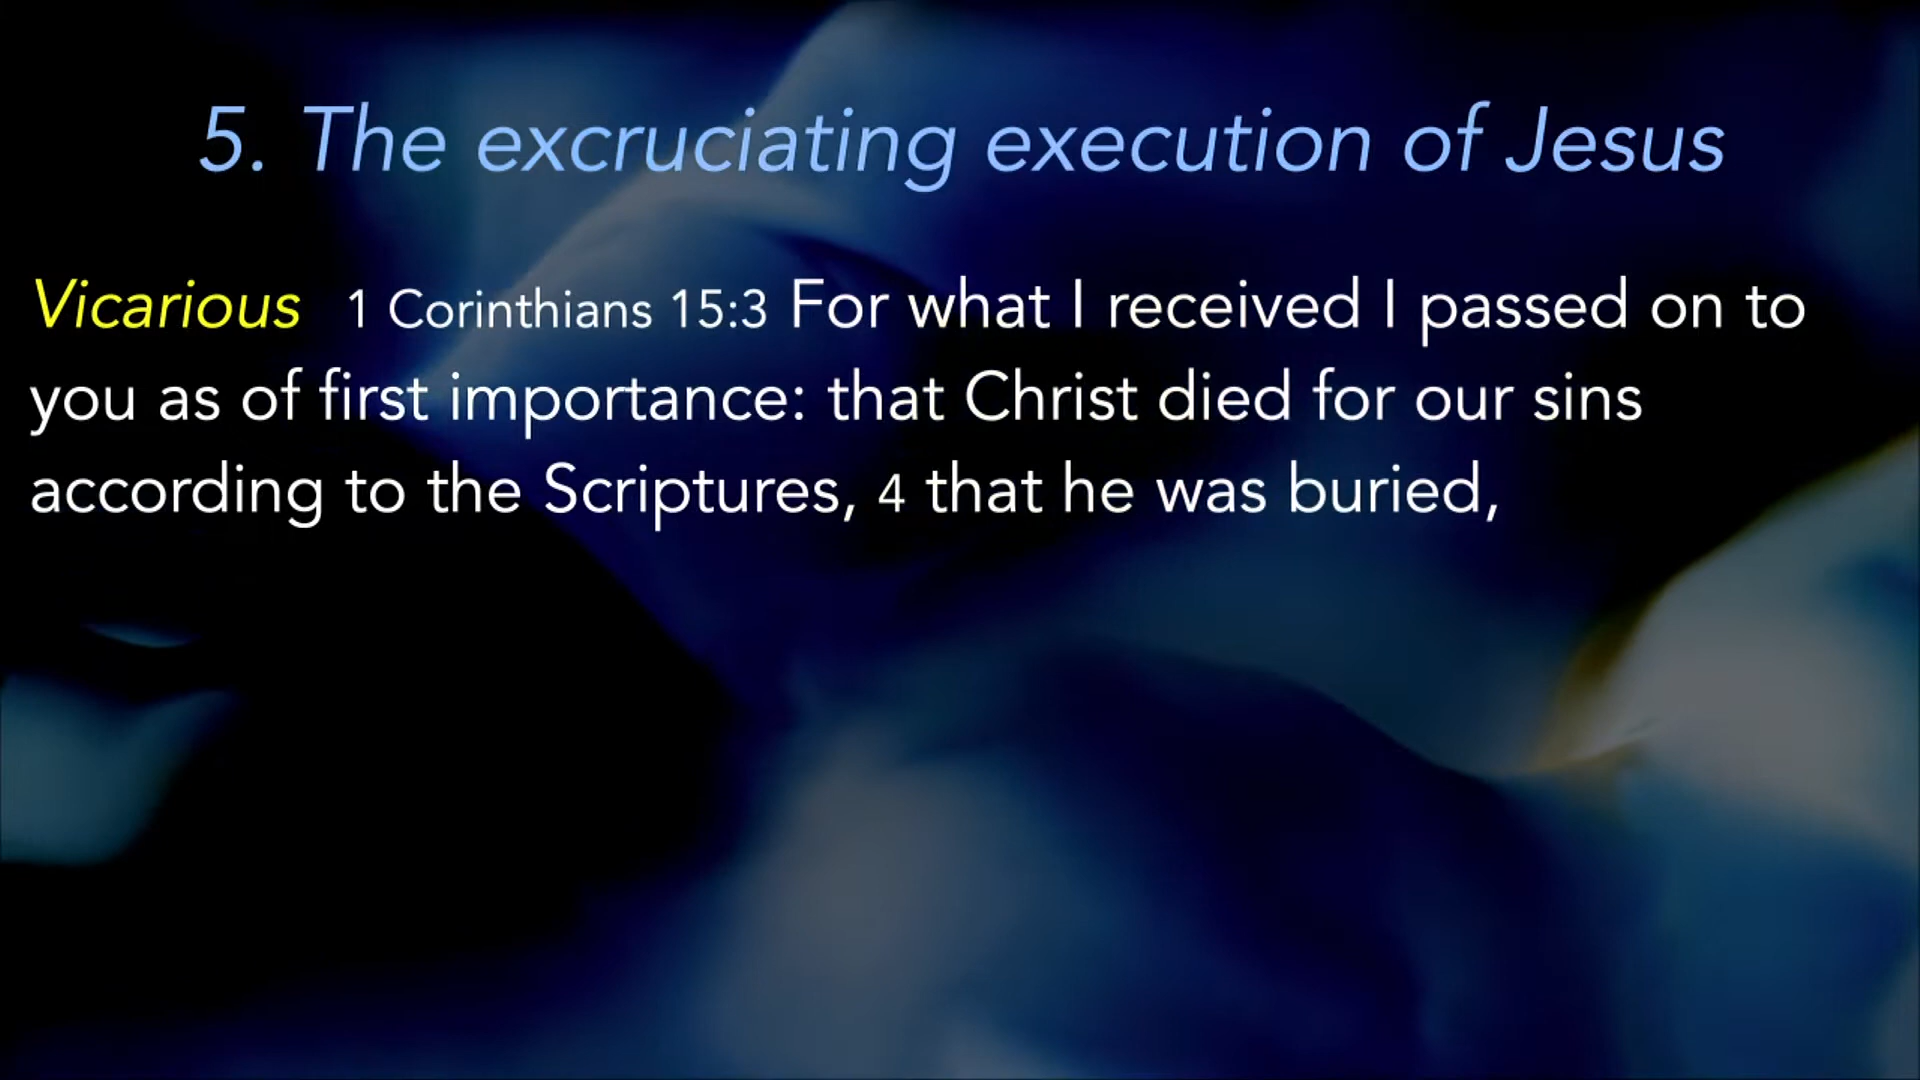 5. The excruciating execution of Jesus
Vicarious 1 Corinthians 15:3 For what I received I passed on to
you as of first importance: that Christ died for our sins
according to the Scriptures, 4 that he was buried,